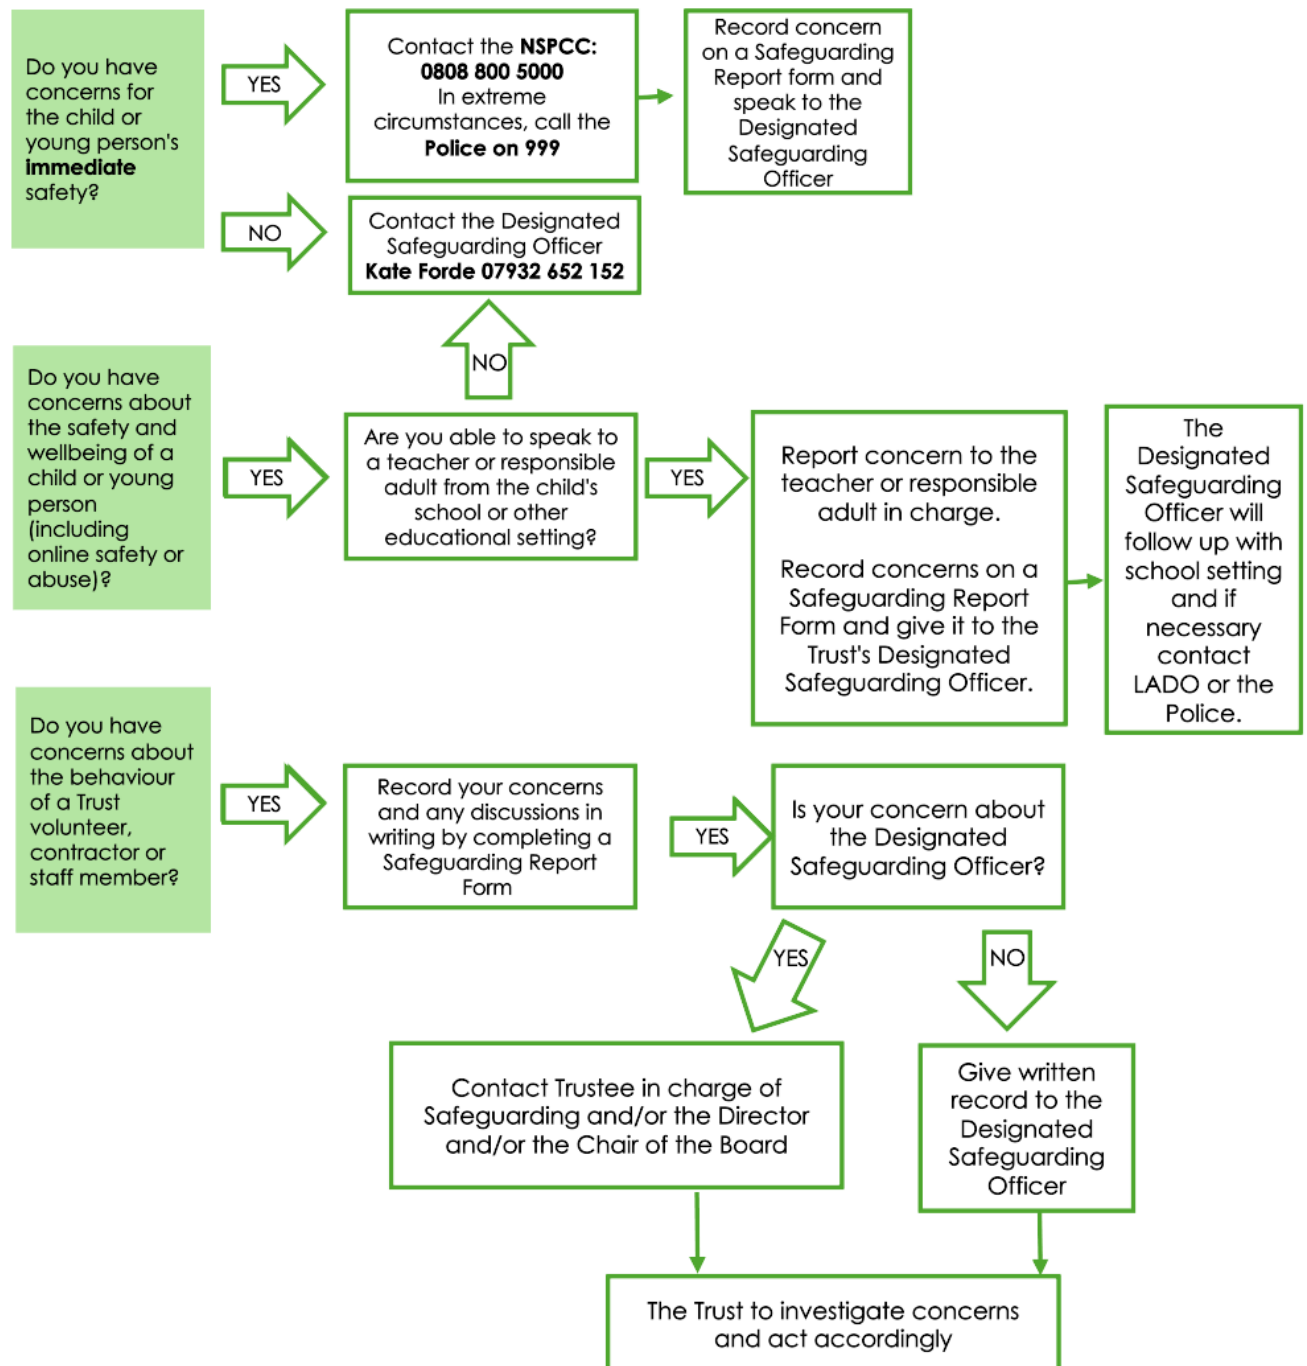 Do you have
concerns for
the child or
young person's
immediate
safety?
YES
Contact the NSPCC:
0808 800 5000
In extreme
circumstances, call the
Police on 999
Record concern
on a Safeguarding
Report form and
speak to the
Designated
Safeguarding
Officer
NO
Contact the Designated
Safeguarding Officer
Kate Forde 07932 652 152
NO
Do you have
concerns about
the safety and
wellbeing of a
child or young
person
(including
online safety or
abuse)?
YES
Are you able to speak to
a teacher or responsible
adult from the child's
school or other
educational setting?
YES
Report concern to the
teacher or responsible
adult in charge.
Record concerns on a
Safeguarding Report
Form and give it to the
Trust's Designated
Safeguarding Officer.
The
Designated
Safeguarding
Officer will
follow up with
school setting
and if
necessary
contact
LADO or the
Police.
Do you have
concerns about
the behaviour
of a Trust
volunteer,
contractor or
staff member?
YES
Record your concerns
and any discussions in
writing by completing a
Safeguarding Report
Form
YES
Is your concern about
the Designated
Safeguarding Officer?
YES
NO
Contact Trustee in charge of
Safeguarding and/or the Director
and/or the Chair of the Board
Give written
record to the
Designated
Safeguarding
Officer
The Trust to investigate concerns
and act accordingly